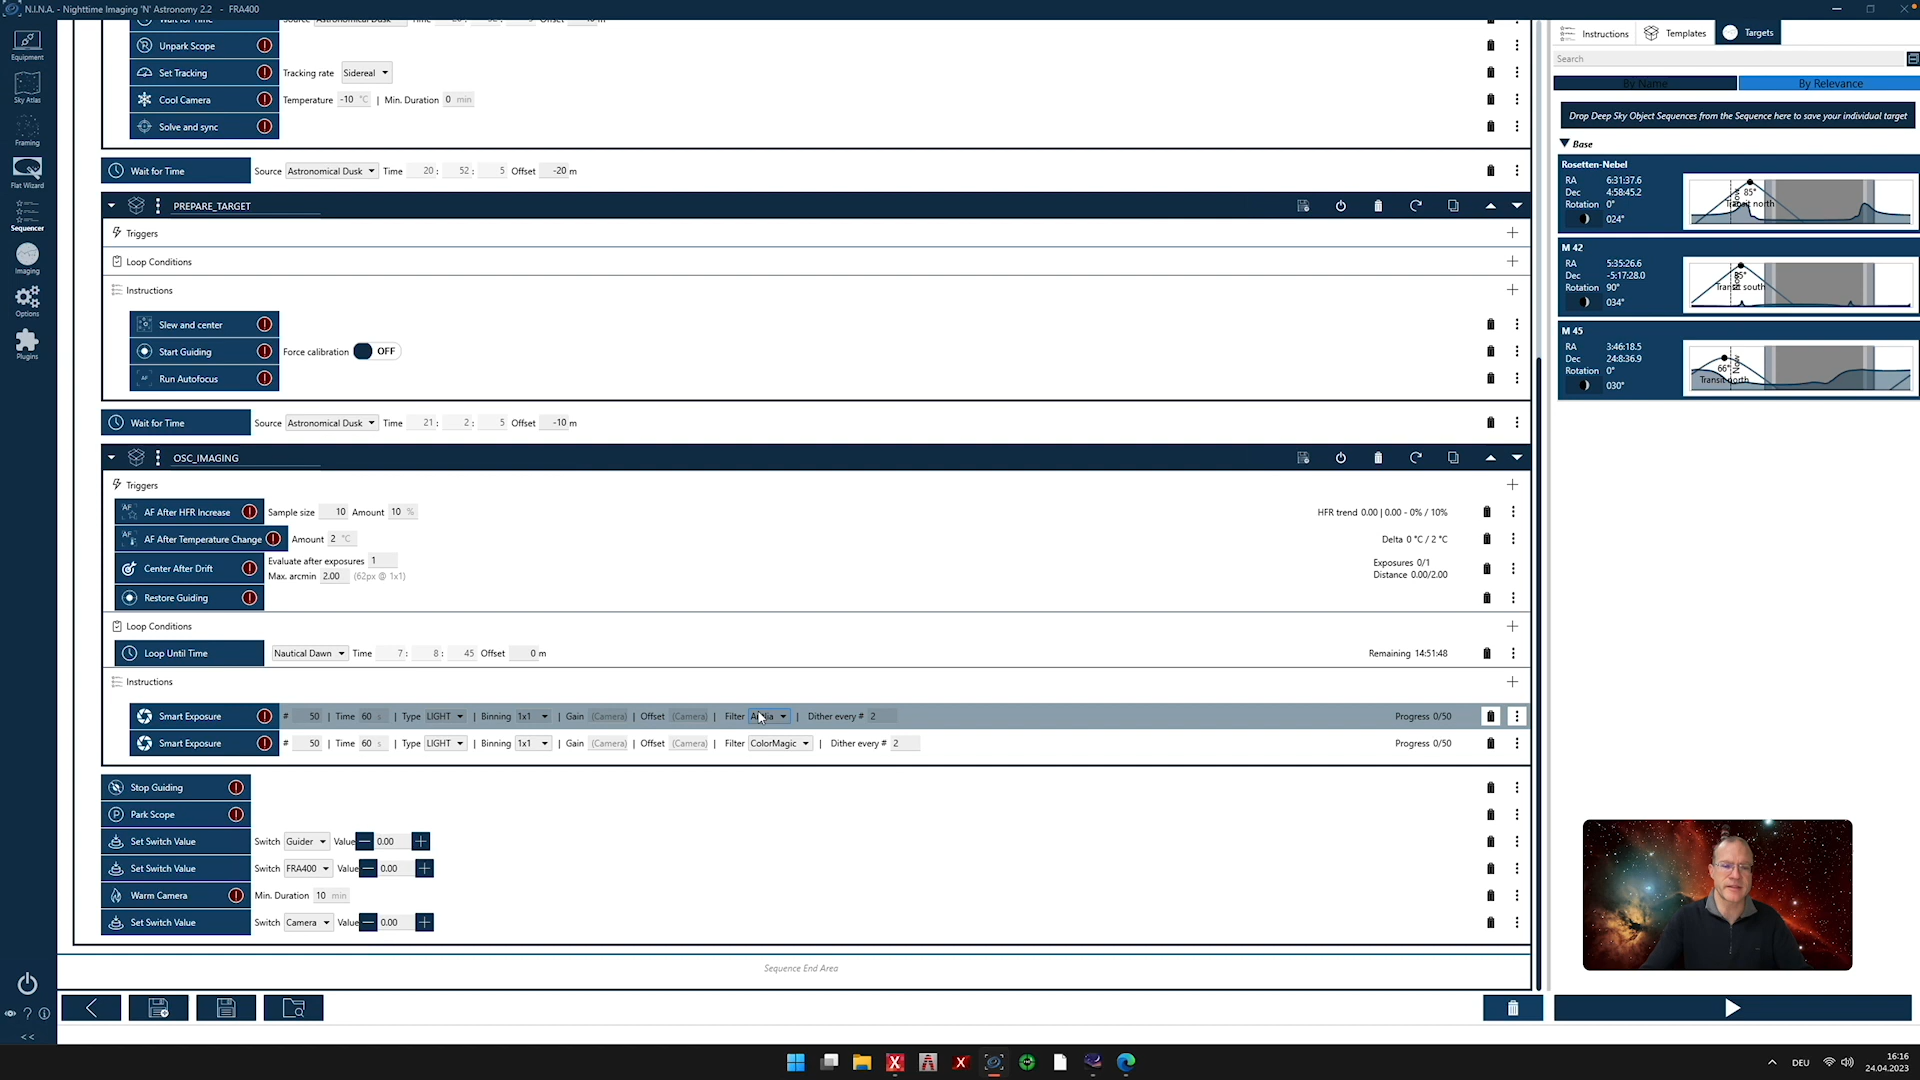 N.I.N.A. - Nighttime Imaging 'N' Astronomy 2.2 - FRA400
Equipment
Sky Atlas
Framing
Flat Wizard
Sequencer
Imaging
Options
Plugins
<<
Unpark Scope
Set Tracking Tracking rate Sidereal
Cool Camera Temperature -10 °C | Min. Duration 0 min
Solve and sync
Wait for Time Source Astronomical Dusk Time 20 : 52 : 5 Offset -20 m
PREPARE_TARGET
Triggers
Loop Conditions
Instructions
Slew and center
Start Guiding Force calibration OFF
Run Autofocus
Wait for Time Source Astronomical Dusk Time 21 : 2 : 5 Offset -10 m
OSC_IMAGING
Triggers
AF After HFR Increase Sample size 10 Amount 10 % HFR trend 0.00 | 0.00 - 0% / 10%
AF After Temperature Change Amount 2 °C Delta 0 °C / 2 °C
Center After Drift Evaluate after exposures 1 Exposures 0/1
Max. arcmin 2.00 (62px @ 1x1) Distance 0.00/2.00
Restore Guiding
Loop Conditions
Loop Until Time Nautical Dawn Time 7 : 8 : 45 Offset 0 m Remaining 14:51:48
Instructions
Smart Exposure # 50 | Time 60 s | Type LIGHT | Binning 1x1 | Gain (Camera) | Offset (Camera) | Filter | Dither every # 2 Progress 0/50
Smart Exposure # 50 | Time 60 s | Type LIGHT | Binning 1x1 | Gain (Camera) | Offset (Camera) | Filter ColorMagic | Dither every # 2 Progress 0/50
Stop Guiding
Park Scope
Set Switch Value Switch Guider Value 0.00
Set Switch Value Switch FRA400 Value 0.00
Warm Camera Min. Duration 10 min
Set Switch Value Switch Camera Value 0.00
Sequence End Area
Instructions Templates Targets
Search
By Name By Relevance
Drop Deep Sky Object Sequences from the Sequence here to save your individual target
Base
Rosetten-Nebel
RA 6:31:37.6
Dec 4:58:45.2
Rotation 0°
024°
85°
Transit north
M 42
RA 5:35:26.6
Dec -5:17:28.0
Rotation 90°
034°
Transit south
M 45
RA 3:46:18.5
Dec 24:8:36.9
Rotation 0°
030°
66°
Now
Transit north
DEU
16:16
24.04.2023